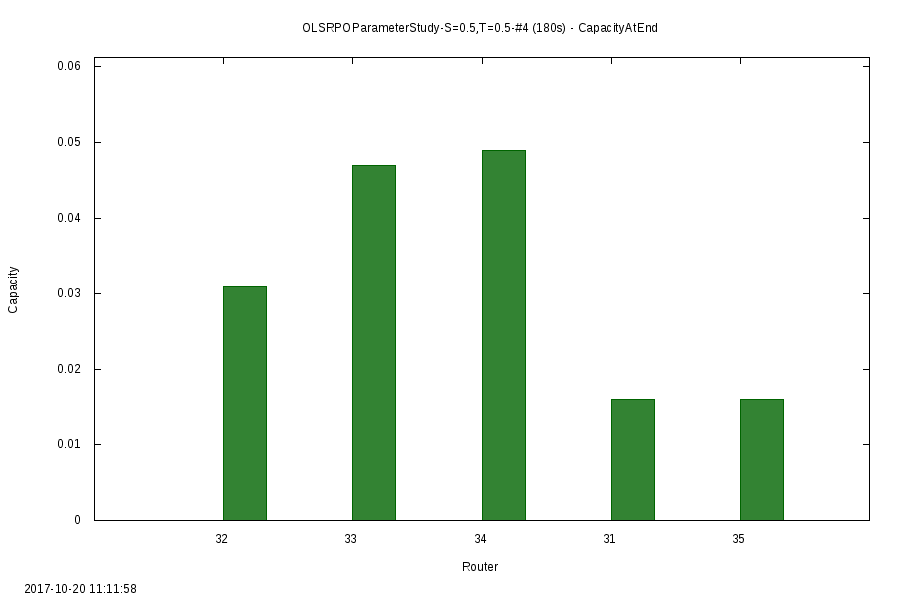 OLSRPOParameterStudy-S=0.5,T=0.5-#4 (180s) - CapacityAtEnd
0.06
0.05
0.04
0.03
0.02
0.01
0
Capacity
32 33 34 31 35
Router
2017-10-20 11:11:58